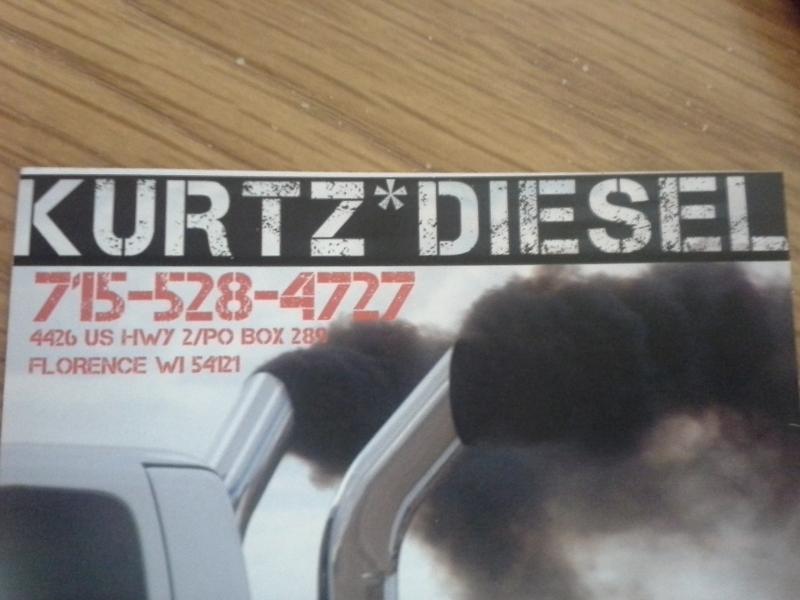 KURTZ*DIESEL
715-528-4727
4426 US HWY 2/PO BOX 289
FLORENCE WI 54121